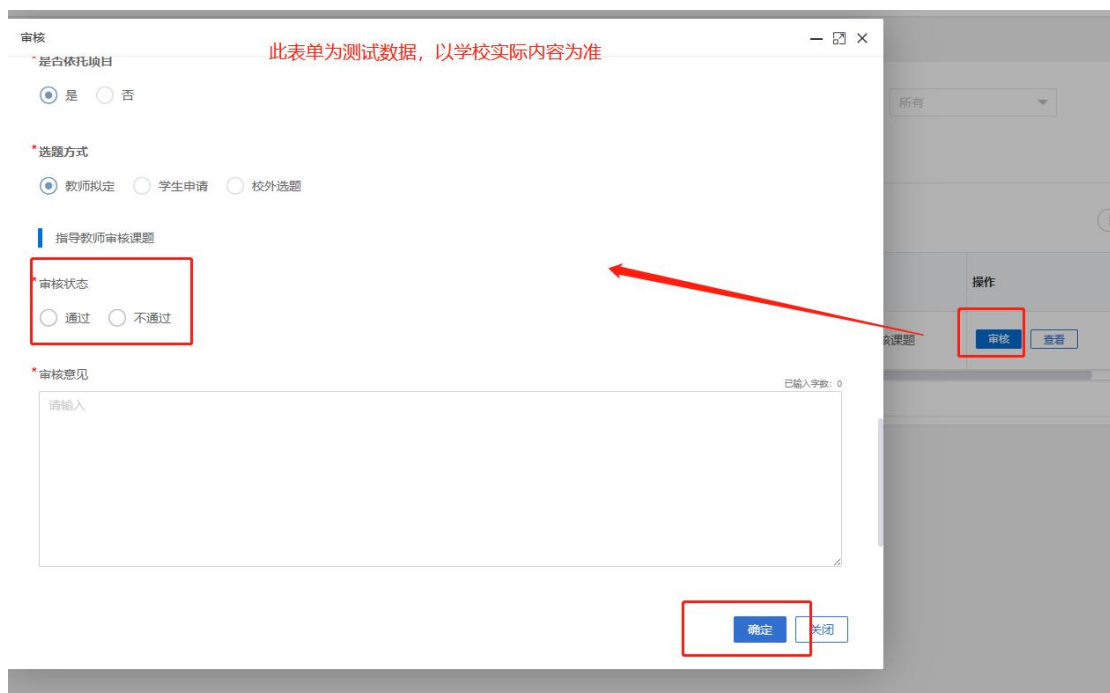 审核
此表单为测试数据，以学校实际内容为准
*是否依托项目
是 否
所有
*选题方式
教师拟定 学生申请 校外选题
指导教师审核课题
*审核状态
操作
通过 不通过
核课题 审核 查看
*审核意见
已输入字数：0
请输入
确定 关闭